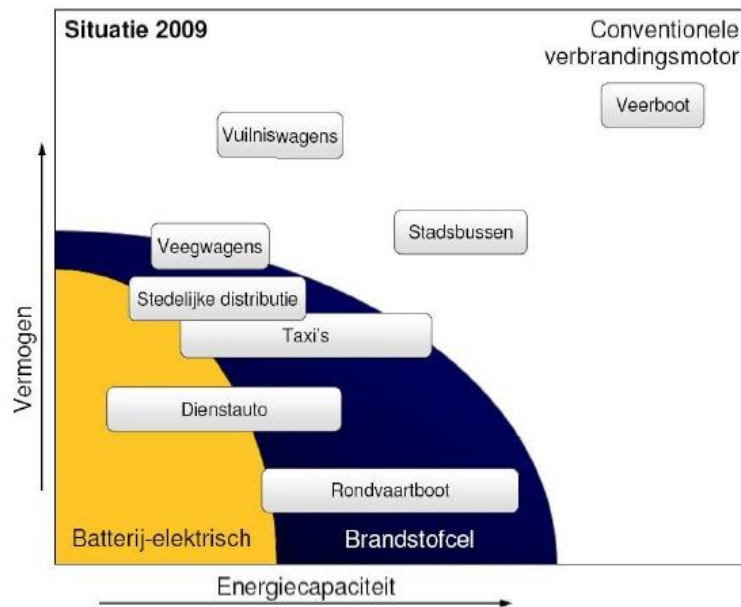 Situatie 2009
Conventionele
verbrandingsmotor
Veerboot
Vuilniswagens
Stadsbussen
Veegwagens
Stedelijke distributie
Taxi's
Dienstauto
Rondvaartboot
Batterij-elektrisch
Brandstofcel
Vermogen
Energiecapaciteit